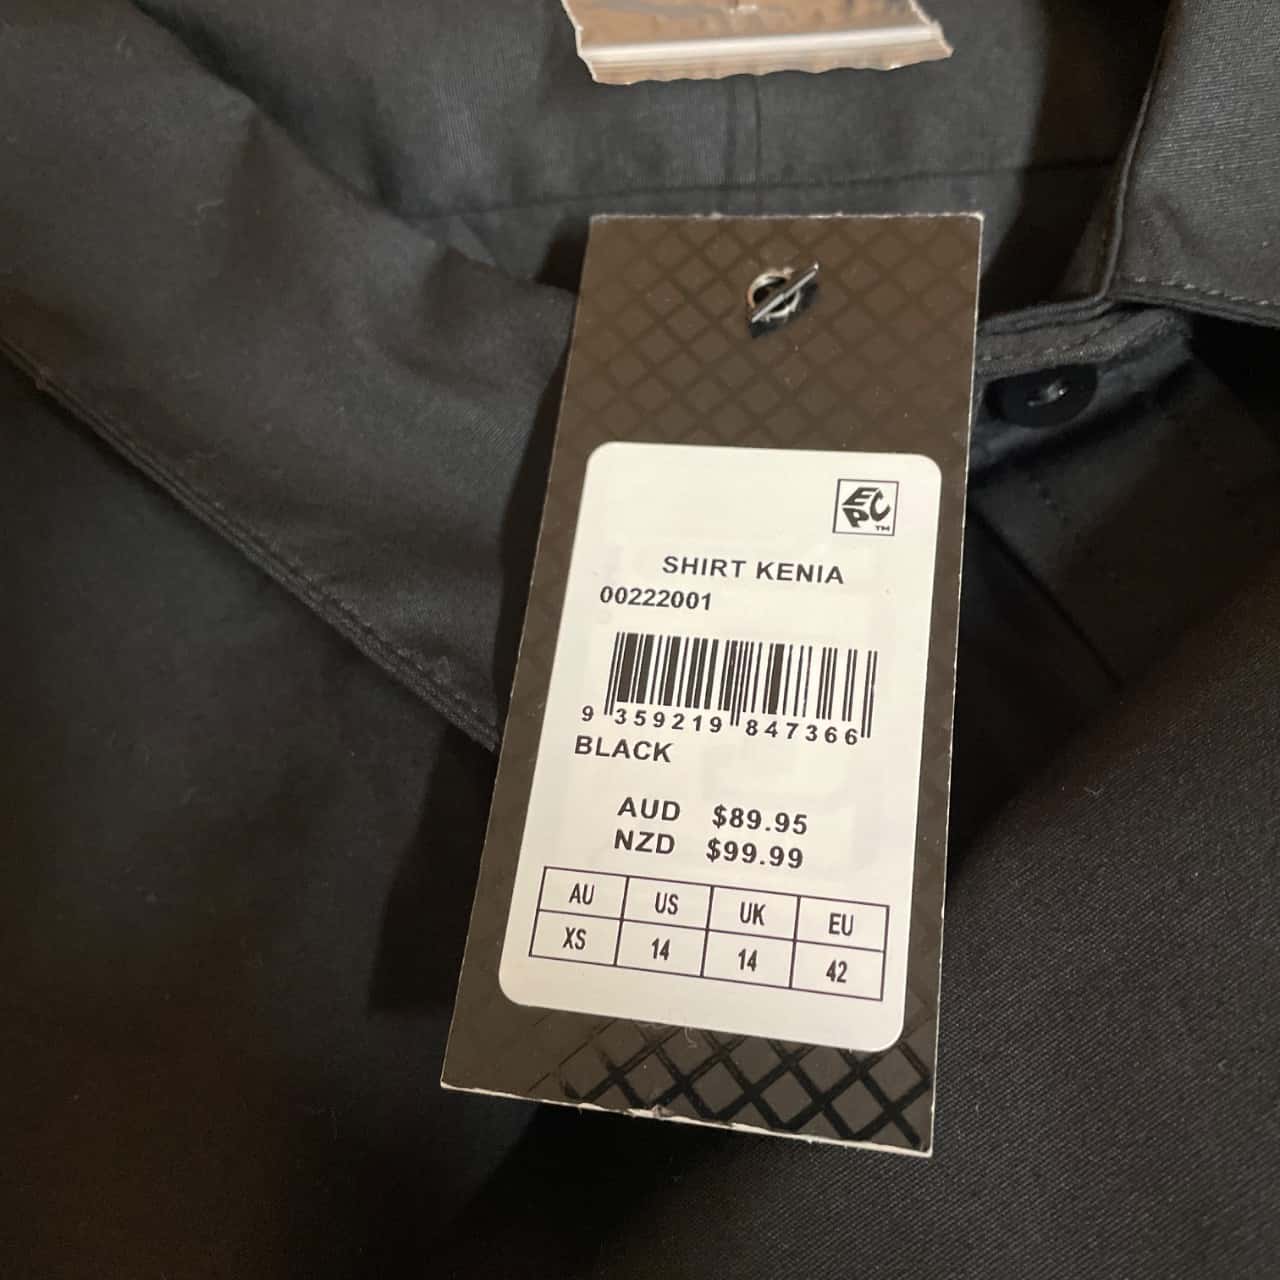 ECP™
SHIRT KENIA
00222001
9 359219 847366
BLACK
AUD $89.95
NZD $99.99
AU US UK EU
XS 14 14 42